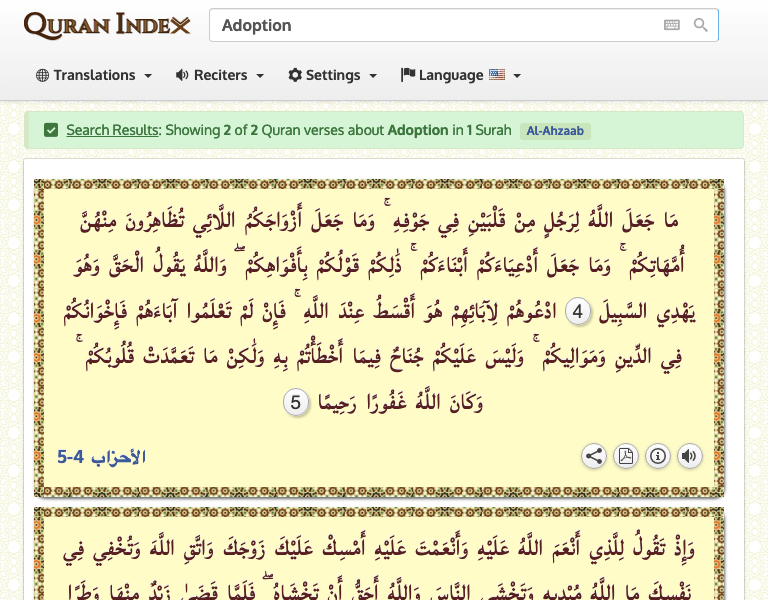 QURAN INDEX
Adoption
Translations Reciters Settings Language
Search Results: Showing 2 of 2 Quran verses about Adoption in 1 Surah Al-Ahzaab
مَا جَعَلَ اللَّهُ لِرَجُلٍ مِنْ قَلْبَيْنِ فِي جَوْفِهِ ۚ وَمَا جَعَلَ أَزْوَاجَكُمُ اللَّائِي تُظَاهِرُونَ مِنْهُنَّ
أُمَّهَاتِكُمْ ۚ وَمَا جَعَلَ أَدْعِيَاءَكُمْ أَبْنَاءَكُمْ ۚ ذَٰلِكُمْ قَوْلُكُمْ بِأَفْوَاهِكُمْ ۖ وَاللَّهُ يَقُولُ الْحَقَّ وَهُوَ
يَهْدِي السَّبِيلَ 4 ادْعُوهُمْ لِآبَائِهِمْ هُوَ أَقْسَطُ عِنْدَ اللَّهِ ۚ فَإِنْ لَمْ تَعْلَمُوا آبَاءَهُمْ فَإِخْوَانُكُمْ
فِي الدِّينِ وَمَوَالِيكُمْ ۚ وَلَيْسَ عَلَيْكُمْ جُنَاحٌ فِيمَا أَخْطَأْتُمْ بِهِ وَلَٰكِنْ مَا تَعَمَّدَتْ قُلُوبُكُمْ ۚ
وَكَانَ اللَّهُ غَفُورًا رَحِيمًا 5
الأحزاب 4-5
وَإِذْ تَقُولُ لِلَّذِي أَنْعَمَ اللَّهُ عَلَيْهِ وَأَنْعَمْتَ عَلَيْهِ أَمْسِكْ عَلَيْكَ زَوْجَكَ وَاتَّقِ اللَّهَ وَتُخْفِي فِي
نَفْسِكَ مَا اللَّهُ مُبْدِيهِ وَتَخْشَى النَّاسَ وَاللَّهُ أَحَقُّ أَنْ تَخْشَاهُ ۖ فَلَمَّا قَضَىٰ زَيْدٌ مِنْهَا وَطَرًا